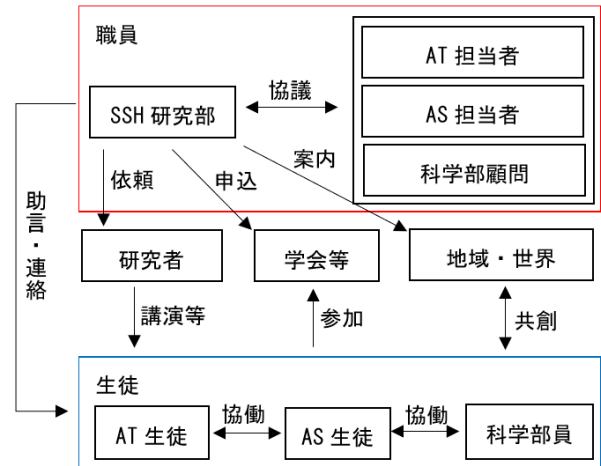 職員
AT 担当者
SSH 研究部
協議
AS 担当者
科学部顧問
依頼
申込
案内
助言・連絡
研究者
学会等
地域・世界
講演等
参加
共創
生徒
AT 生徒
協働
AS 生徒
協働
科学部員